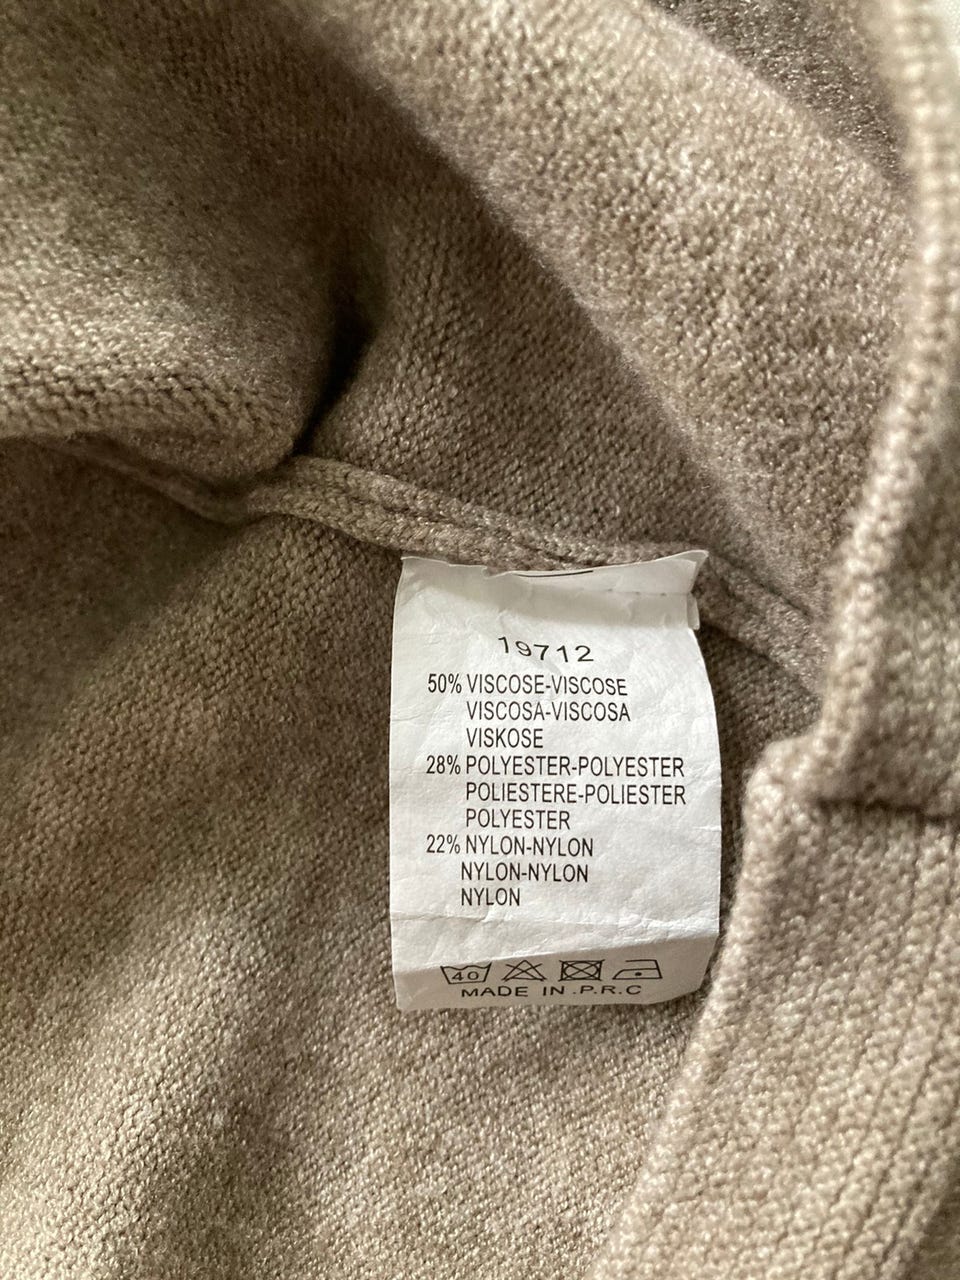 19712
50% VISCOSE-VISCOSE
VISCOSA-VISCOSA
VISKOSE
28% POLYESTER-POLYESTER
POLIESTERE-POLIESTER
POLYESTER
22% NYLON-NYLON
NYLON-NYLON
NYLON
40
MADE IN .P.R.C